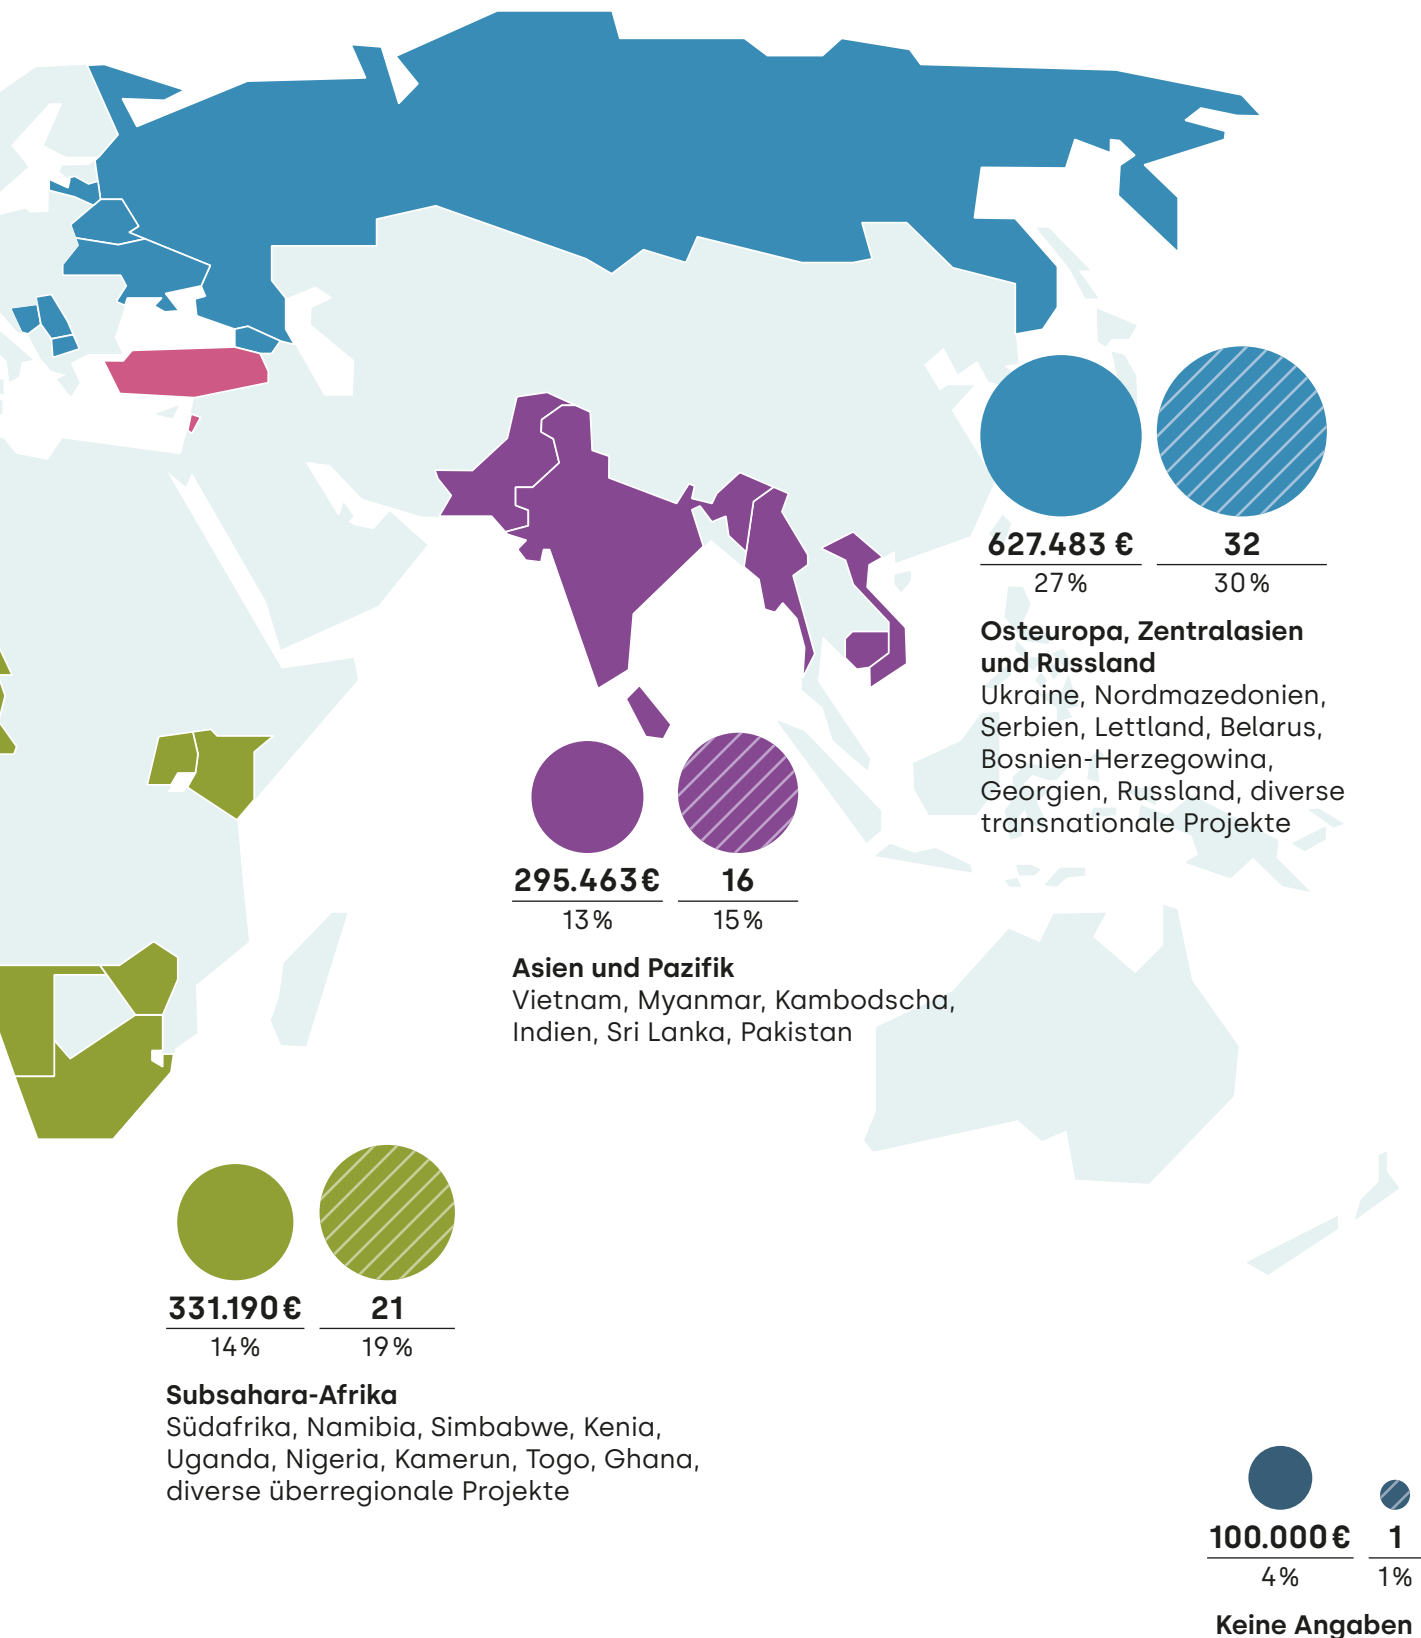 627.483 € 32
27 % 30 %
Osteuropa, Zentralasien
und Russland
Ukraine, Nordmazedonien,
Serbien, Lettland, Belarus,
Bosnien-Herzegowina,
Georgien, Russland, diverse
transnationale Projekte
295.463 € 16
13 % 15 %
Asien und Pazifik
Vietnam, Myanmar, Kambodscha,
Indien, Sri Lanka, Pakistan
331.190 € 21
14 % 19 %
Subsahara-Afrika
Südafrika, Namibia, Simbabwe, Kenia,
Uganda, Nigeria, Kamerun, Togo, Ghana,
diverse überregionale Projekte
100.000 € 1
4 % 1 %
Keine Angaben